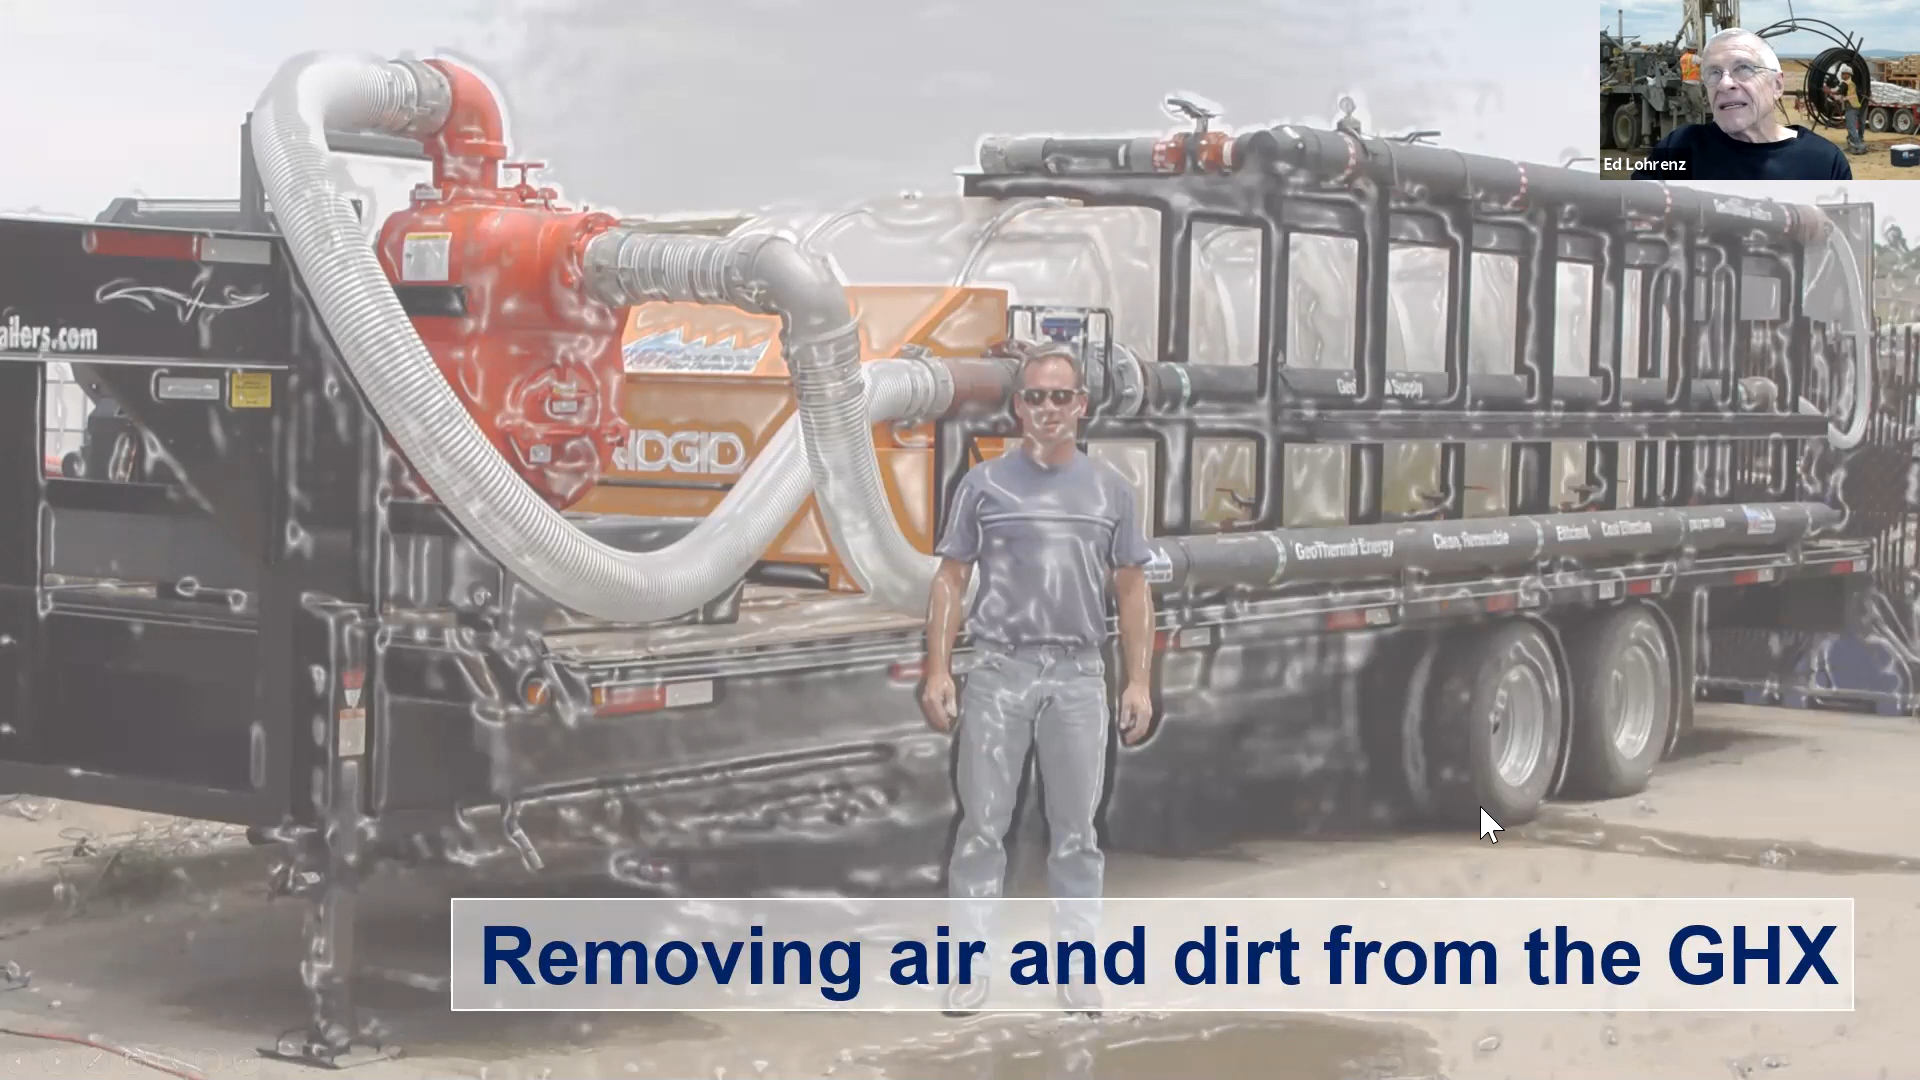 Ed Lohrenz
ailers.com
RIDGID
GeoThermal Energy
Clean, Renewable
Efficient,
Cost Effective
Removing air and dirt from the GHX